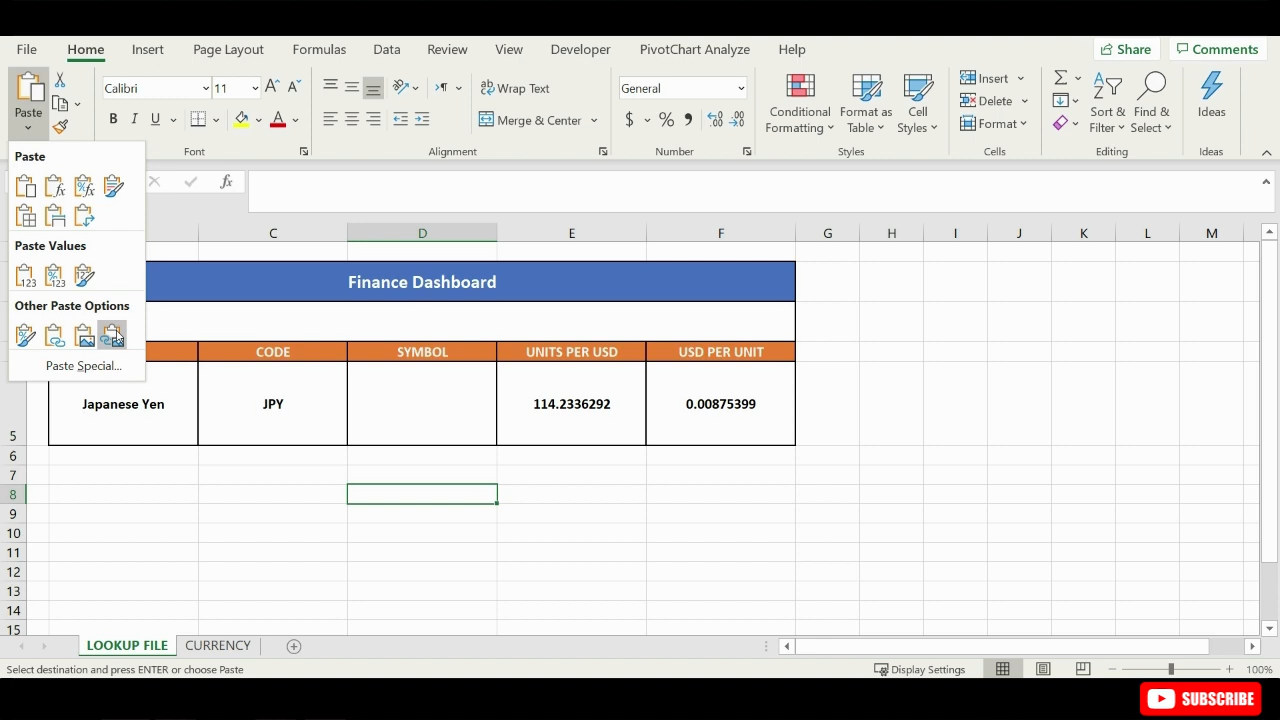 File Home Insert Page Layout Formulas Data Review View Developer PivotChart Analyze Help Share Comments
Paste Calibri 11 A A Wrap Text General Conditional Formatting Format as Table Cell Styles Insert Delete Format Sort & Filter Find & Select Ideas
B I U A Merge & Center $ %
Font Alignment Number Styles Cells Editing Ideas
Paste
fx
Paste Values
123 123
Other Paste Options
Paste Special...
C D E F G H I J K L M
Finance Dashboard
CODE SYMBOL UNITS PER USD USD PER UNIT
Japanese Yen JPY 114.2336292 0.00875399
5
6
7
8
9
10
11
12
13
14
15
LOOKUP FILE CURRENCY
Select destination and press ENTER or choose Paste Display Settings 100%
SUBSCRIBE